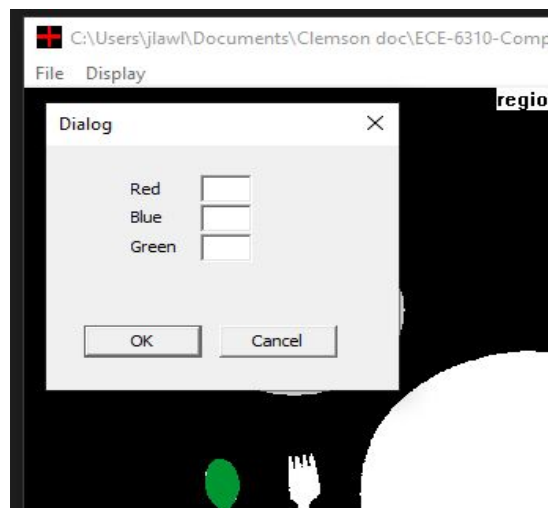 C:\Users\jlawl\Documents\Clemson doc\ECE-6310-Comp
File Display
regio
Dialog
Red
Blue
Green
OK Cancel